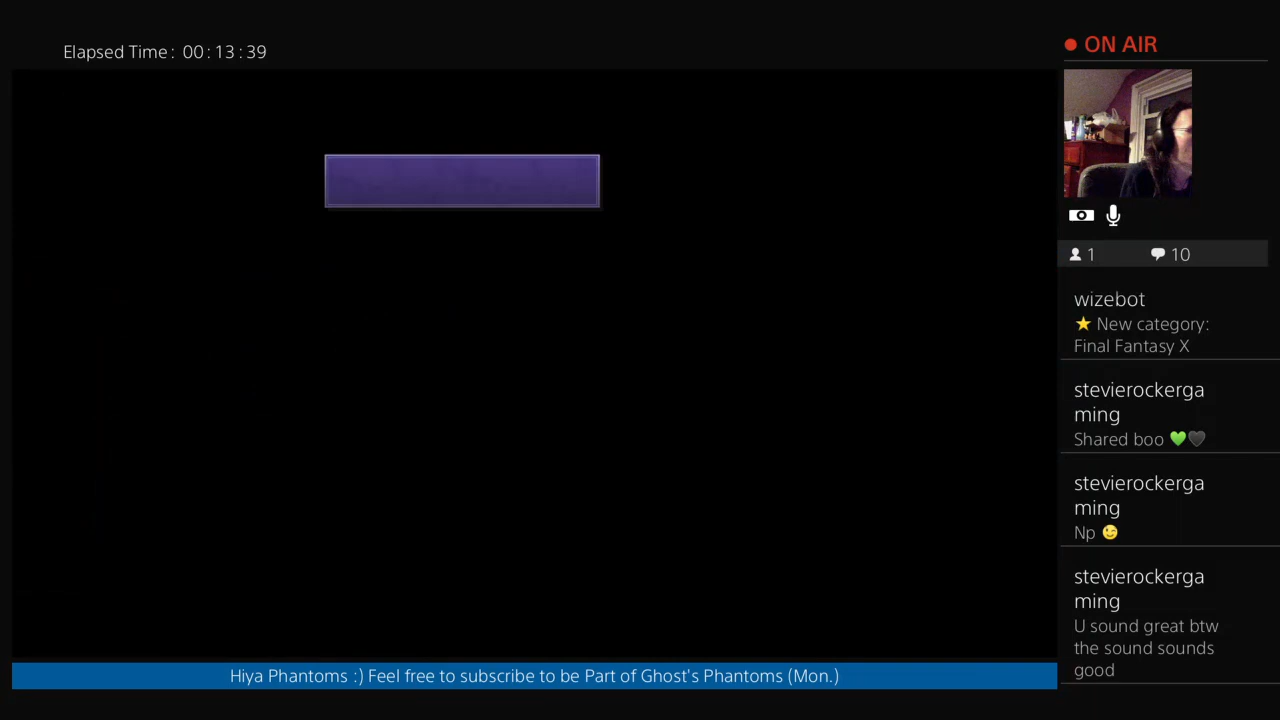 Elapsed Time: 00:13:39
ON AIR
1
10
wizebot
⭐ New category:
Final Fantasy X
stevierockerga
ming
Shared boo 💚🖤
stevierockerga
ming
Np 😉
stevierockerga
ming
U sound great btw
the sound sounds
good
Hiya Phantoms :) Feel free to subscribe to be Part of Ghost's Phantoms (Mon.)